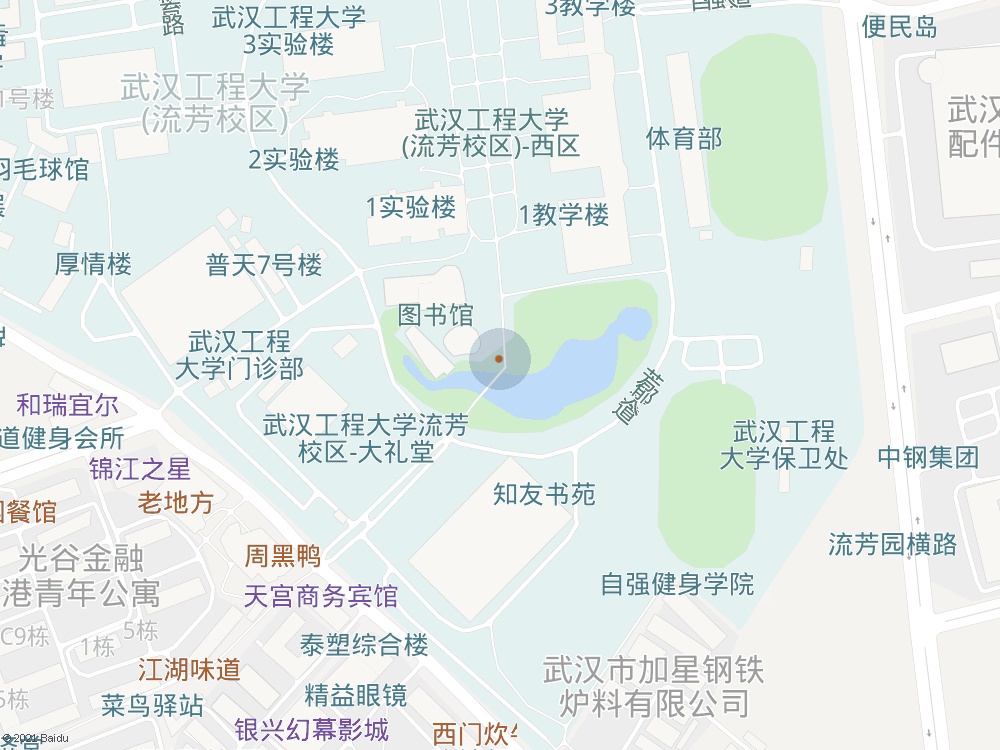 武汉工程大学
3实验楼
3教学楼
自强道
便民岛
武汉工程大学
(流芳校区)
1号楼
武汉工程大学
(流芳校区)-西区
体育部
武汉
配件
2实验楼
羽毛球馆
1实验楼
1教学楼
厚情楼
普天7号楼
图书馆
武汉工程
大学门诊部
和瑞宜尔
道健身会所
武汉工程大学流芳
校区-大礼堂
武汉工程
大学保卫处
中钢集团
锦江之星
老地方
知友书苑
餐馆
光谷金融
港青年公寓
周黑鸭
天宫商务宾馆
流芳园横路
自强健身学院
C9栋
1栋
5栋
泰塑综合楼
江湖味道
菜鸟驿站
精益眼镜
银兴幻幕影城
西门炊
武汉市加星钢铁
炉料有限公司
5栋
© 2021 Baidu